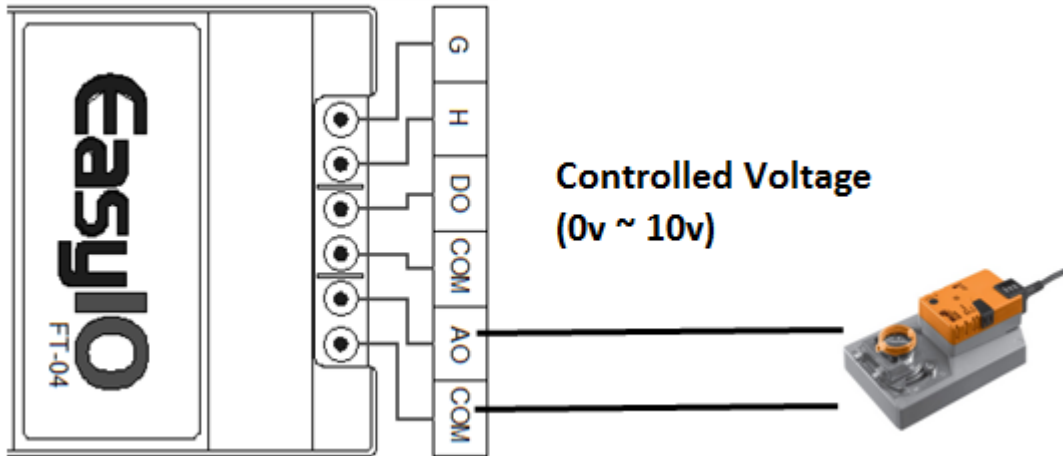 EasyIO
FT-04
G
H
DO
COM
AO
COM
Controlled Voltage
(0v ~ 10v)